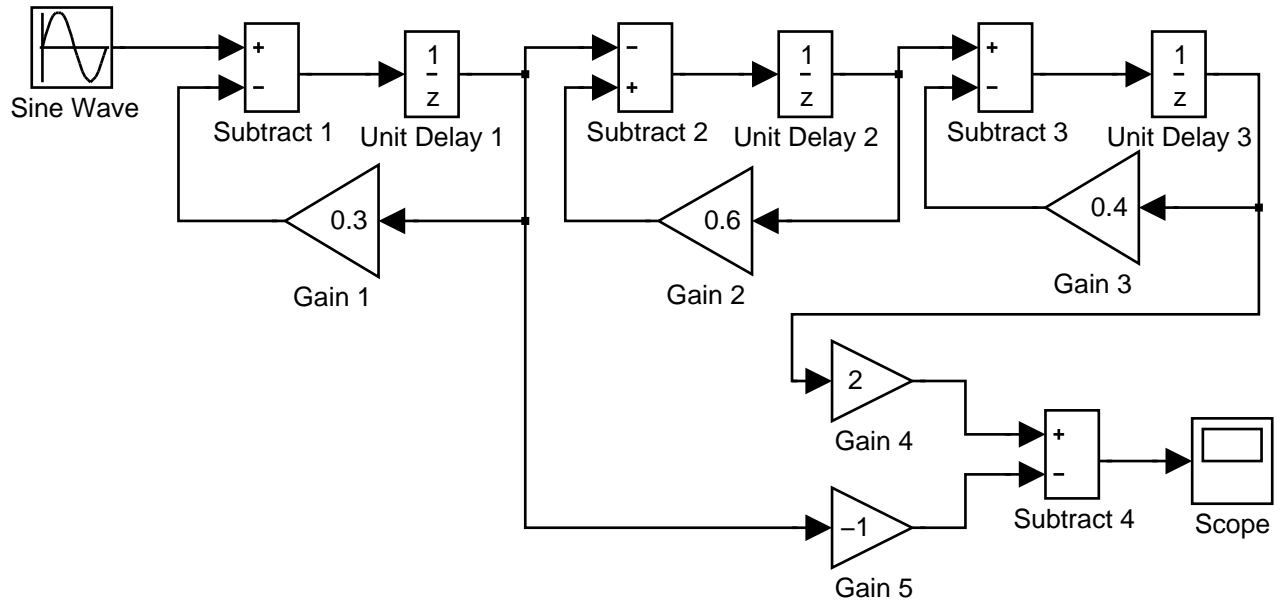 Sine Wave
+
−
Subtract 1
1
z
Unit Delay 1
0.3
Gain 1
−
+
Subtract 2
1
z
Unit Delay 2
0.6
Gain 2
+
−
Subtract 3
1
z
Unit Delay 3
0.4
Gain 3
2
Gain 4
−1
Gain 5
+
−
Subtract 4
Scope